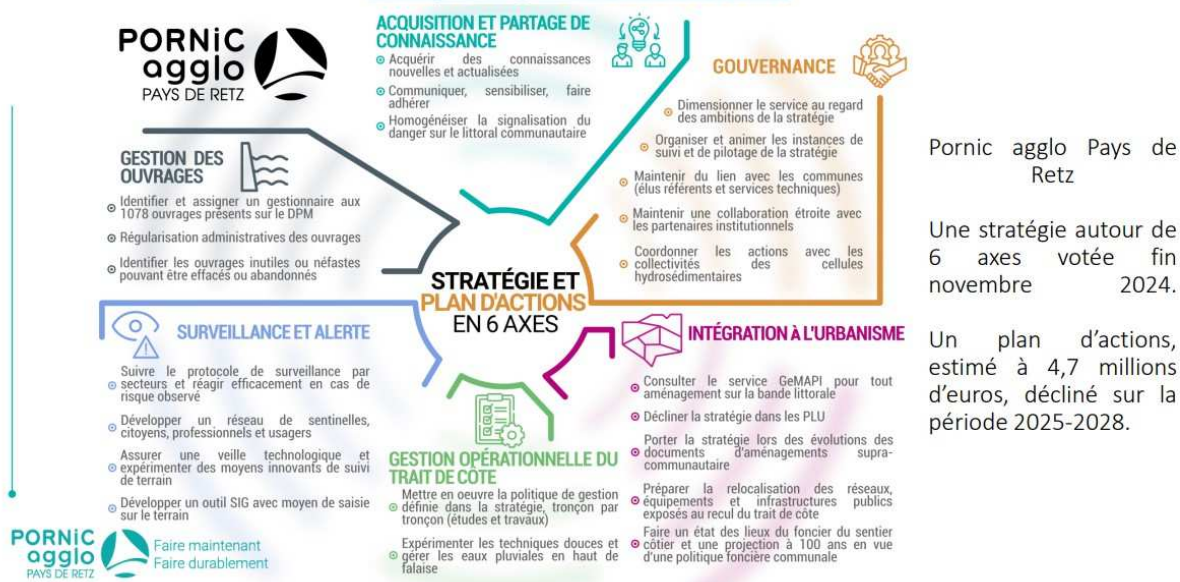 PORNIC
agglo
PAYS DE RETZ
ACQUISITION ET PARTAGE DE
CONNAISSANCE
Acquérir des connaissances
nouvelles et actualisées
Communiquer, sensibiliser, faire
adhérer
Homogénéiser la signalisation du
danger sur le littoral communautaire
GOUVERNANCE
Dimensionner le service au regard
des ambitions de la stratégie
Organiser et animer les instances de
suivi et de pilotage de la stratégie
Maintenir du lien avec les communes
(élus référents et services techniques)
Maintenir une collaboration étroite avec
les partenaires institutionnels
Coordonner les actions avec les
collectivités des cellules
hydrosédimentaires
GESTION DES
OUVRAGES
Identifier et assigner un gestionnaire aux
1078 ouvrages présents sur le DPM
Régularisation administratives des ouvrages
Identifier les ouvrages inutiles ou néfastes
pouvant être effacés ou abandonnés
STRATÉGIE ET
PLAN D'ACTIONS
EN 6 AXES
SURVEILLANCE ET ALERTE
Suivre le protocole de surveillance par
secteurs et réagir efficacement en cas de
risque observé
Développer un réseau de sentinelles,
citoyens, professionnels et usagers
Assurer une veille technologique et
expérimenter des moyens innovants de suivi
de terrain
Développer un outil SIG avec moyen de saisie
sur le terrain
GESTION OPÉRATIONNELLE DU
TRAIT DE CÔTE
Mettre en oeuvre la politique de gestion
définie dans la stratégie, tronçon par
tronçon (études et travaux)
Expérimenter les techniques douces et
gérer les eaux pluviales en haut de
falaise
INTÉGRATION À L'URBANISME
Consulter le service GeMAPI pour tout
aménagement sur la bande littorale
Décliner la stratégie dans les PLU
Porter la stratégie lors des évolutions des
documents d'aménagements supra-
communautaire
Préparer la relocalisation des réseaux,
équipements et infrastructures publics
exposés au recul du trait de côte
Faire un état des lieux du foncier du sentier
côtier et une projection à 100 ans en vue
d'une politique foncière communale
Pornic agglo Pays de
Retz
Une stratégie autour de
6 axes votée fin
novembre 2024.
Un plan d'actions,
estimé à 4,7 millions
d'euros, décliné sur la
période 2025-2028.
PORNIC
agglo
PAYS DE RETZ
Faire maintenant
Faire durablement